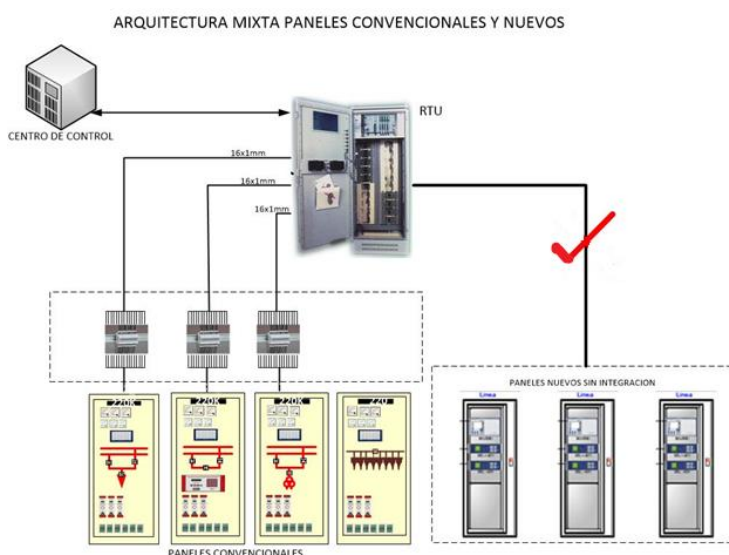 ARQUITECTURA MIXTA PANELES CONVENCIONALES Y NUEVOS
RTU
CENTRO DE CONTROL
16x1mm
16x1mm
16x1mm
PANELES NUEVOS SIN INTEGRACION
Linea Linea Linea
220K 220K 220K 220
PANELES CONVENCIONALES